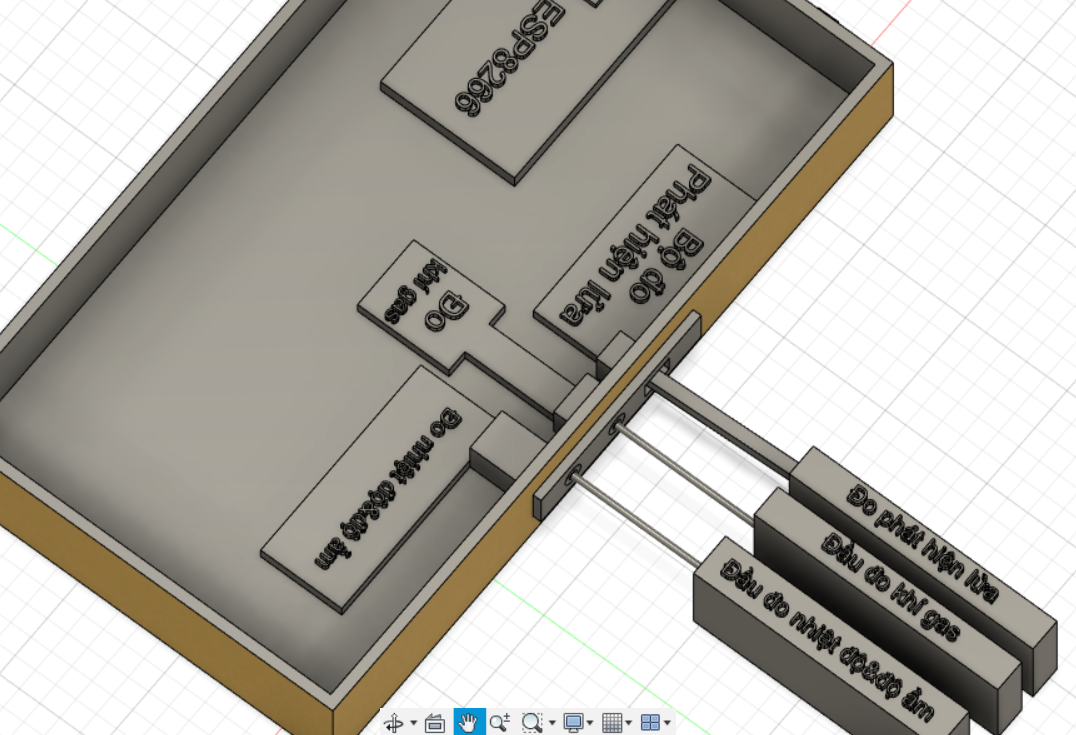 ESP8266
Bộ đo
Phát hiện lửa
Đo
khí gas
Đo nhiệt độ&độ ẩm
Đo phát hiện lửa
Đầu đo khí gas
Đầu đo nhiệt độ&độ ẩm